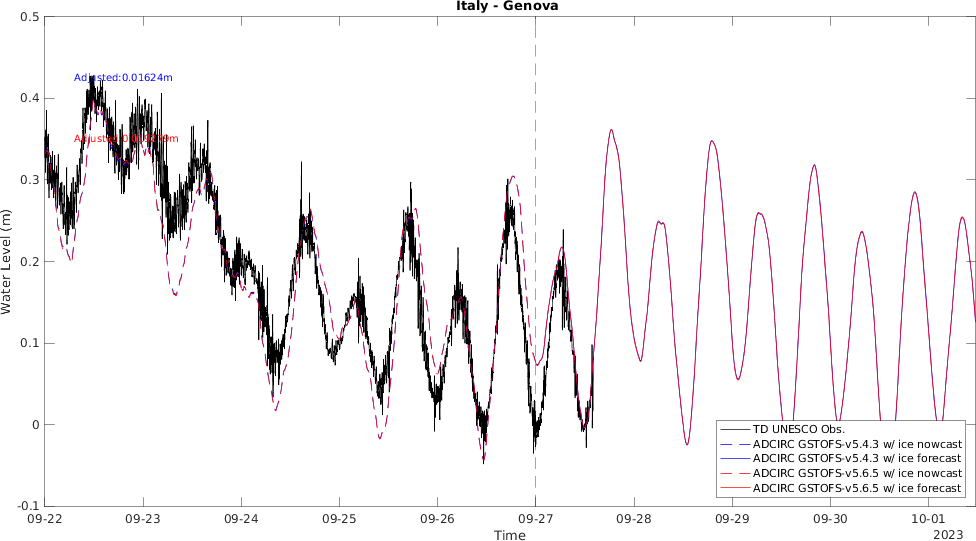 Italy - Genova
0.5
0.4
0.3
0.2
0.1
0
-0.1
Water Level (m)
Adjusted:0.01624m
09-22
09-23
09-24
09-25
09-26
09-27
09-28
09-29
09-30
10-01
Time
2023
TD UNESCO Obs.
ADCIRC GSTOFS-v5.4.3 w/ ice nowcast
ADCIRC GSTOFS-v5.4.3 w/ ice forecast
ADCIRC GSTOFS-v5.6.5 w/ ice nowcast
ADCIRC GSTOFS-v5.6.5 w/ ice forecast